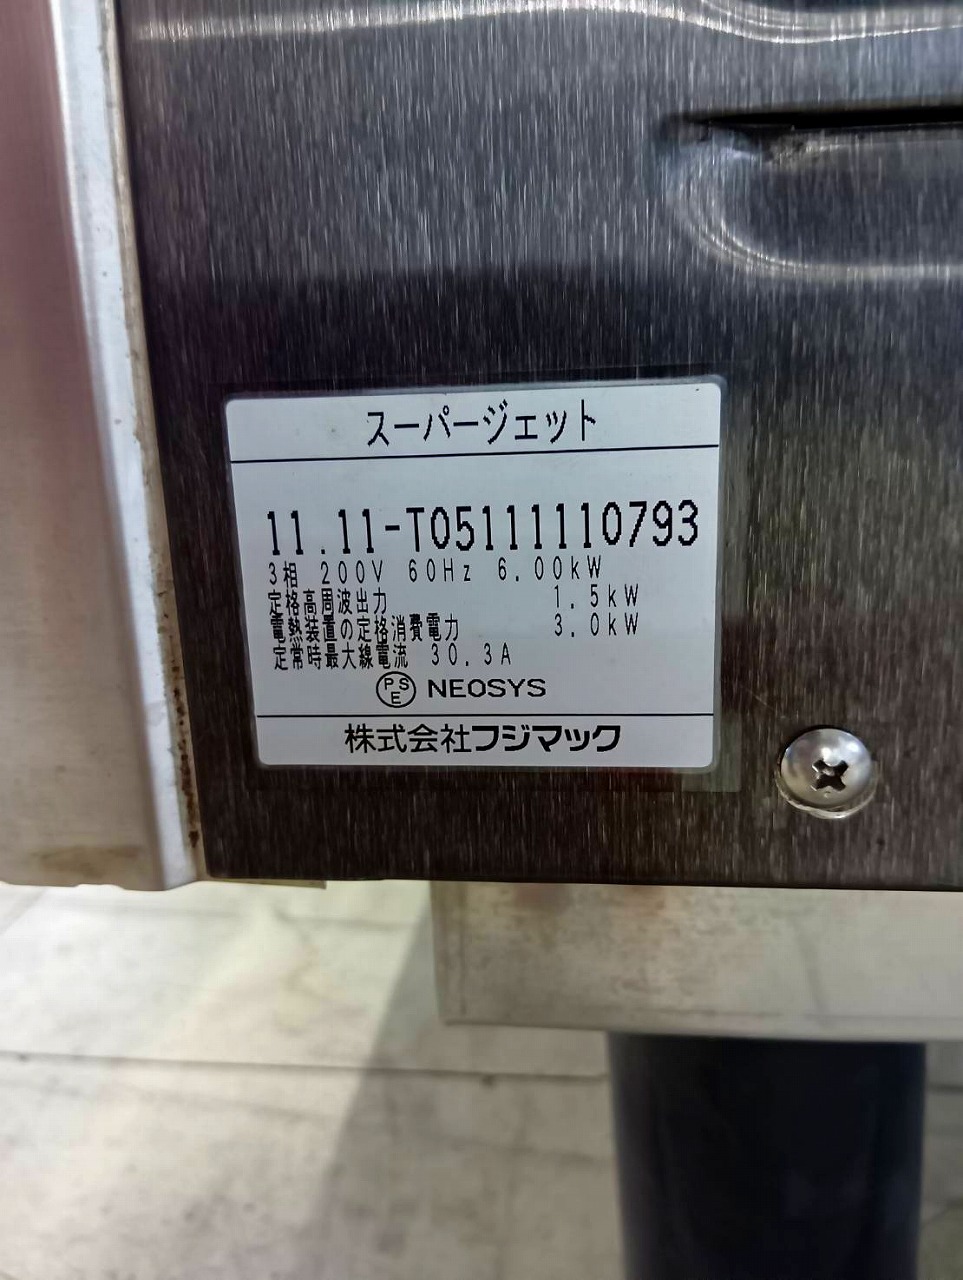 スーパージェット
11.11-T05111110793
3相 200V 60Hz 6.00kW
定格高周波出力 1.5kW
電熱装置の定格消費電力 3.0kW
定常時最大線電流 30.3A
PSE NEOSYS
株式会社フジマック